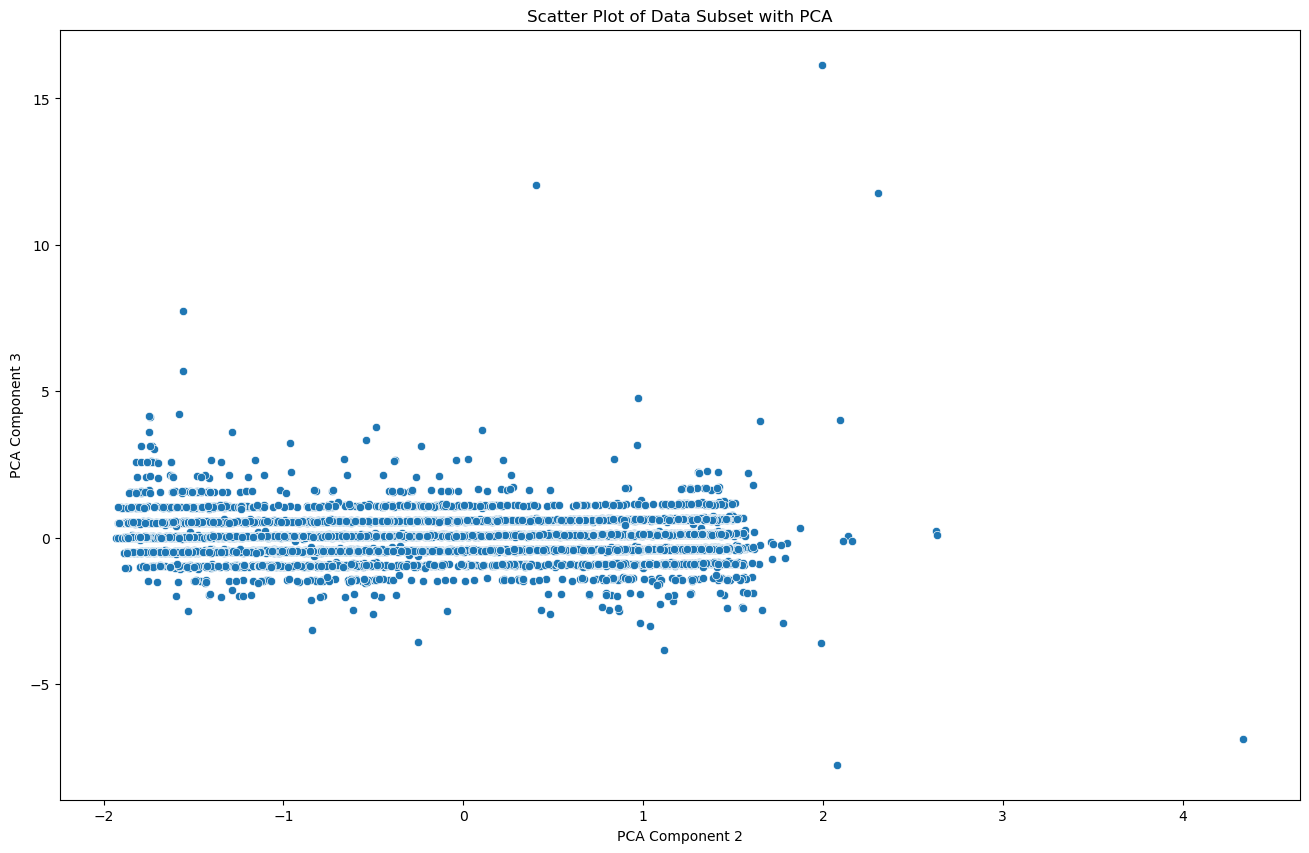 Scatter Plot of Data Subset with PCA
15
10
5
0
−5
PCA Component 3
−2 −1 0 1 2 3 4
PCA Component 2